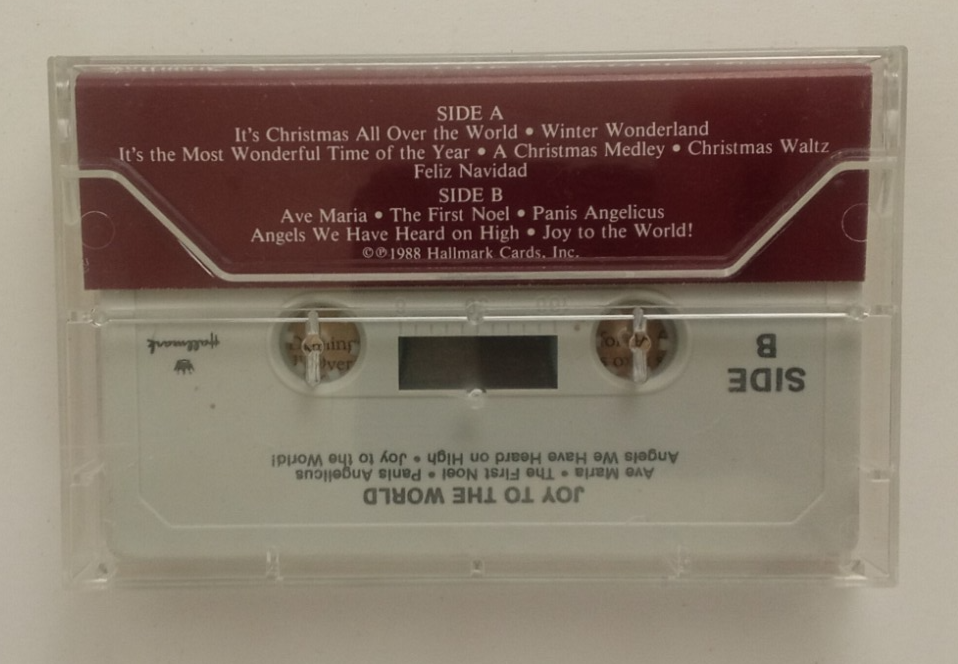 SIDE A
It's Christmas All Over the World • Winter Wonderland
It's the Most Wonderful Time of the Year • A Christmas Medley • Christmas Waltz
Feliz Navidad
SIDE B
Ave Maria • The First Noel • Panis Angelicus
Angels We Have Heard on High • Joy to the World!
©℗1988 Hallmark Cards, Inc.
JOY TO THE WORLD
Ave Maria • The First Noel • Panis Angelicus
Angels We Have Heard on High • Joy to the World!
SIDE
B
Hallmark